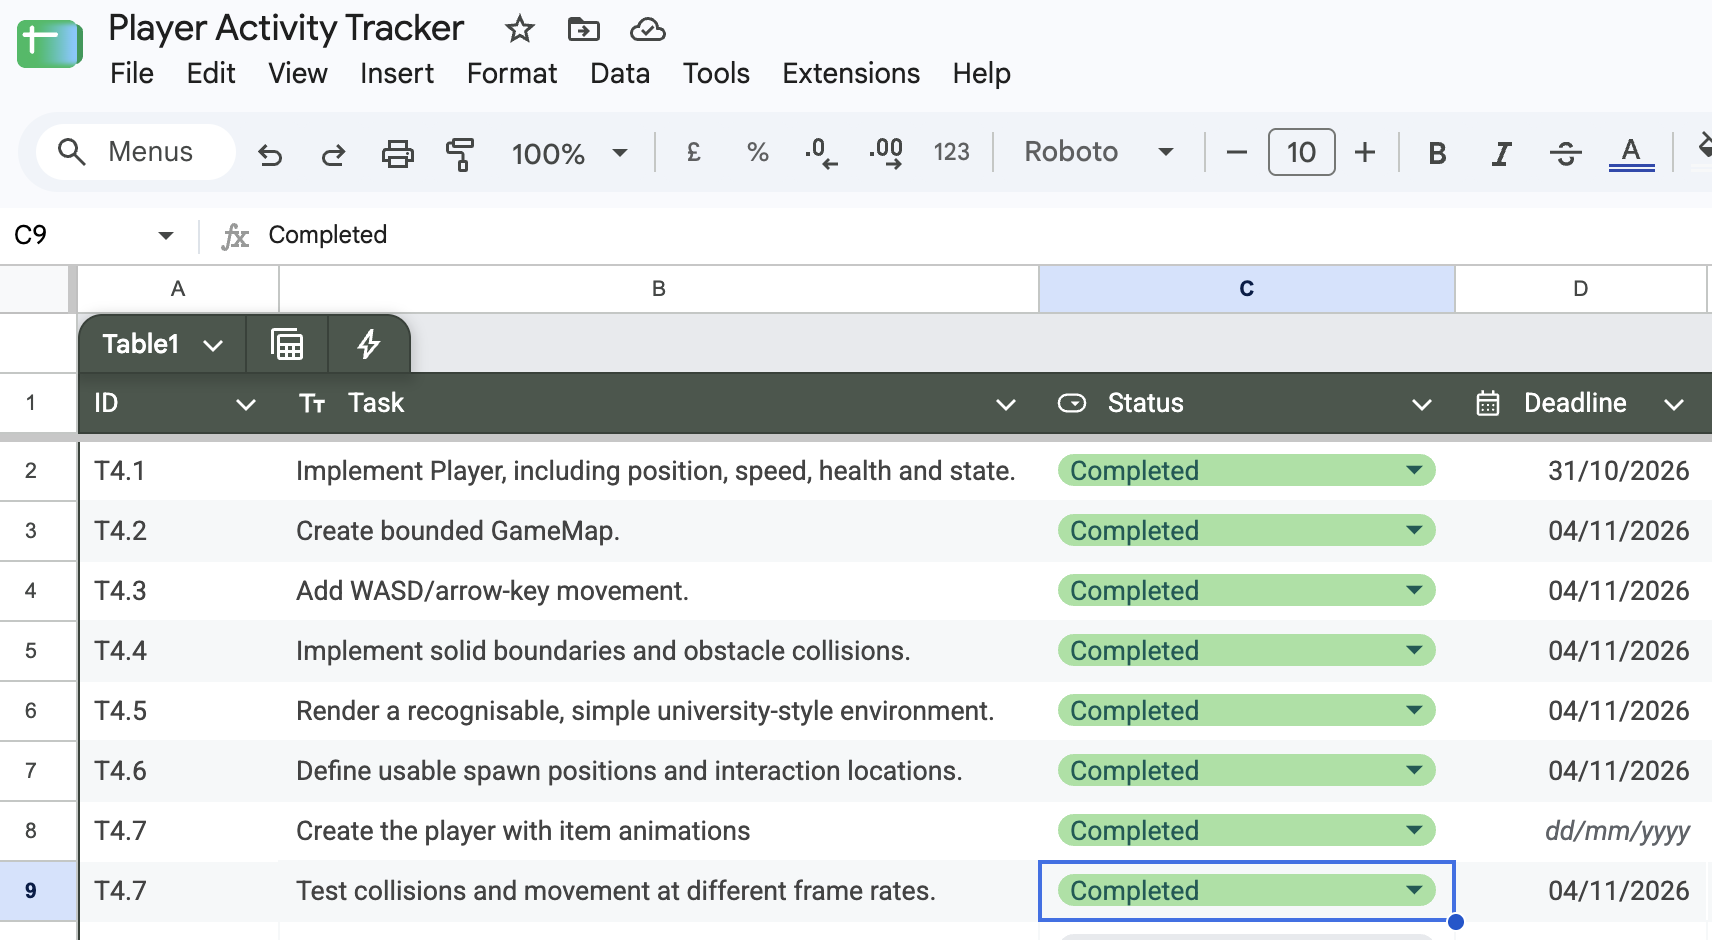 Player Activity Tracker
File Edit View Insert Format Data Tools Extensions Help
Menus 100% £ % .0 .00 123 Roboto 10 B I S A
C9 fx Completed
A B C D
Table1
1 ID Tт Task Status Deadline
2 T4.1 Implement Player, including position, speed, health and state. Completed 31/10/2026
3 T4.2 Create bounded GameMap. Completed 04/11/2026
4 T4.3 Add WASD/arrow-key movement. Completed 04/11/2026
5 T4.4 Implement solid boundaries and obstacle collisions. Completed 04/11/2026
6 T4.5 Render a recognisable, simple university-style environment. Completed 04/11/2026
7 T4.6 Define usable spawn positions and interaction locations. Completed 04/11/2026
8 T4.7 Create the player with item animations Completed dd/mm/yyyy
9 T4.7 Test collisions and movement at different frame rates. Completed 04/11/2026